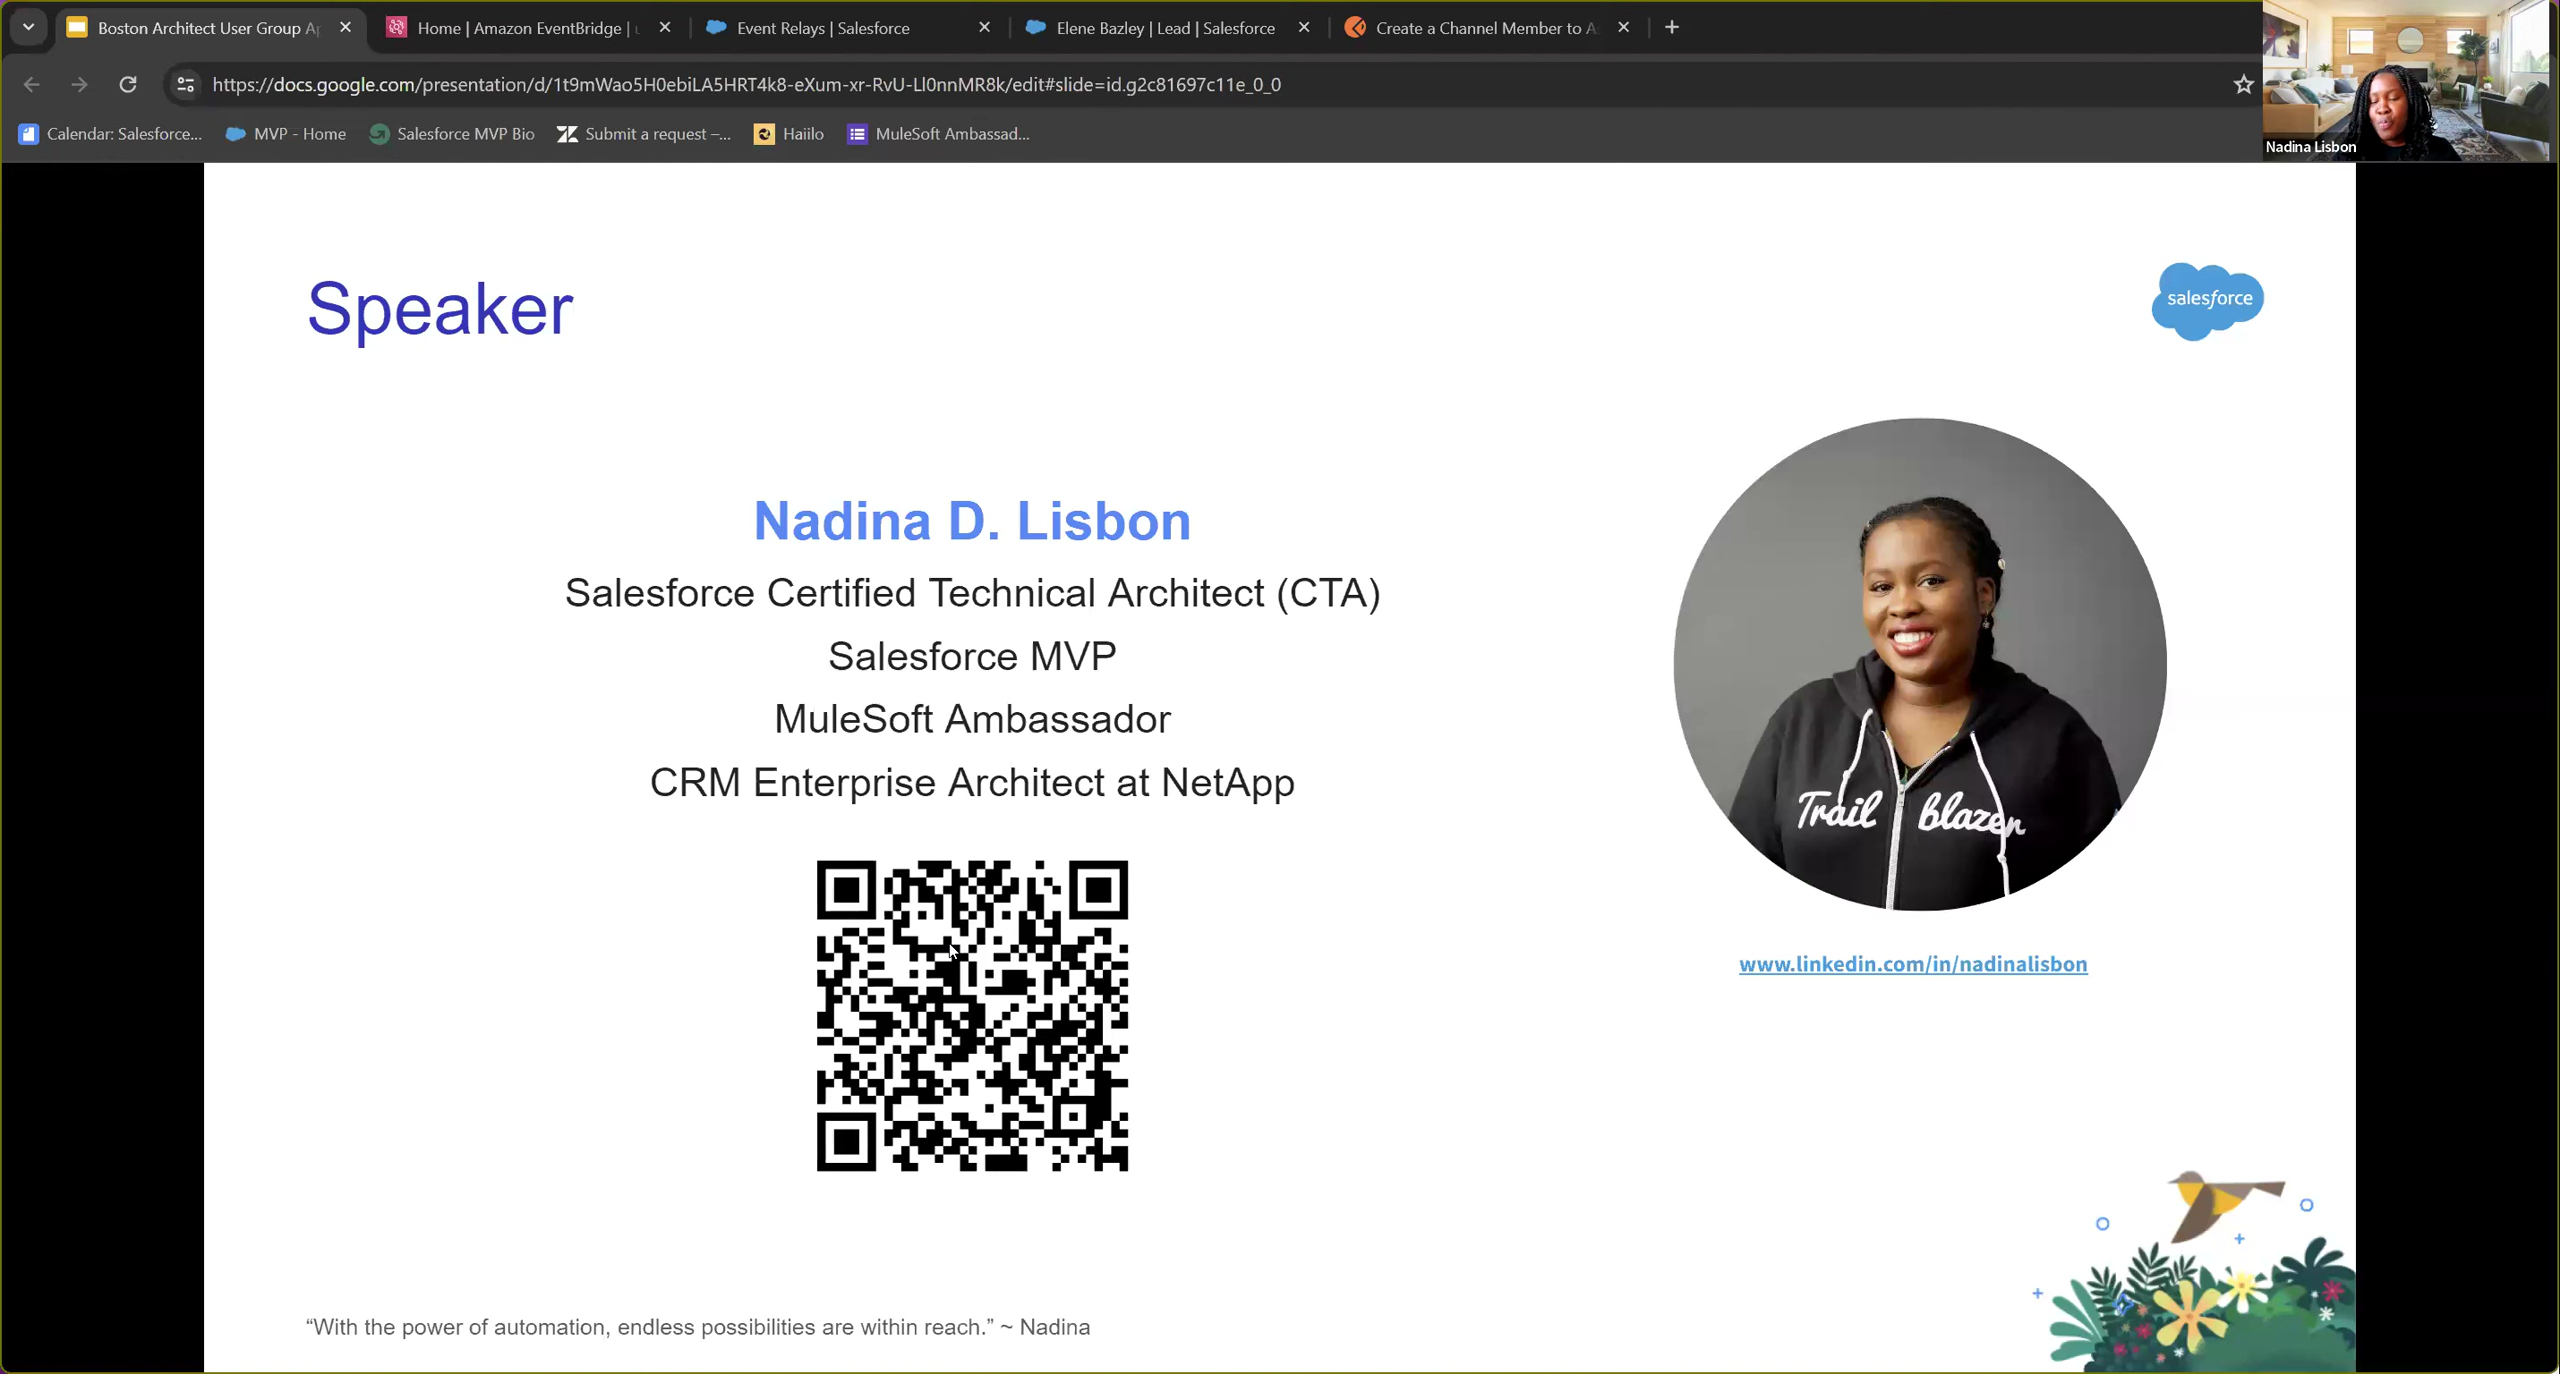 Boston Architect User Group
Home | Amazon EventBridge |
Event Relays | Salesforce
Elene Bazley | Lead | Salesforce
Create a Channel Member to
https://docs.google.com/presentation/d/1t9mWao5H0ebiLA5HRT4k8-eXum-xr-RvU-Ll0nnMR8k/edit#slide=id.g2c81697c11e_0_0
Calendar: Salesforce...
MVP - Home
Salesforce MVP Bio
Submit a request –...
Haiilo
MuleSoft Ambassad...
Nadina Lisbon
Speaker
salesforce
Nadina D. Lisbon
Salesforce Certified Technical Architect (CTA)
Salesforce MVP
MuleSoft Ambassador
CRM Enterprise Architect at NetApp
Trail blazer
www.linkedin.com/in/nadinalisbon
“With the power of automation, endless possibilities are within reach.” ~ Nadina